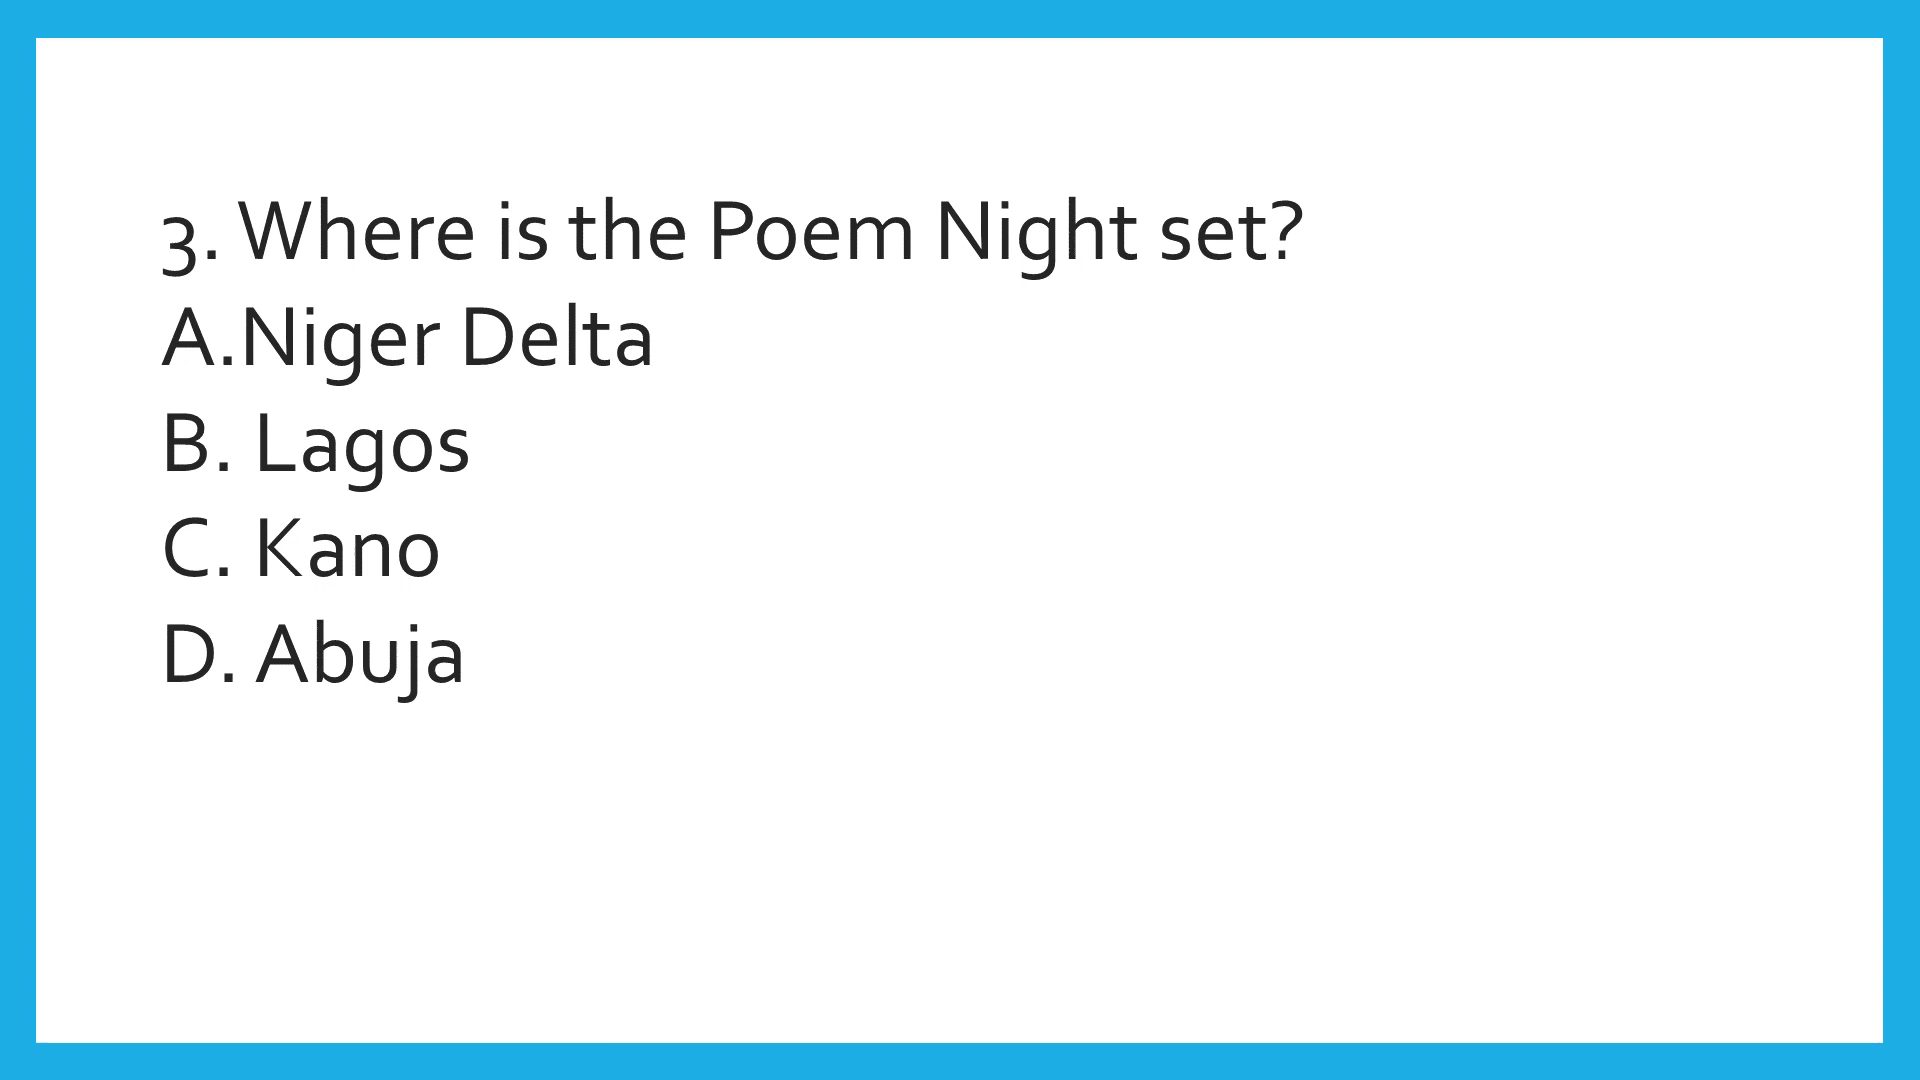 3. Where is the Poem Night set?
A.Niger Delta
B. Lagos
C. Kano
D. Abuja